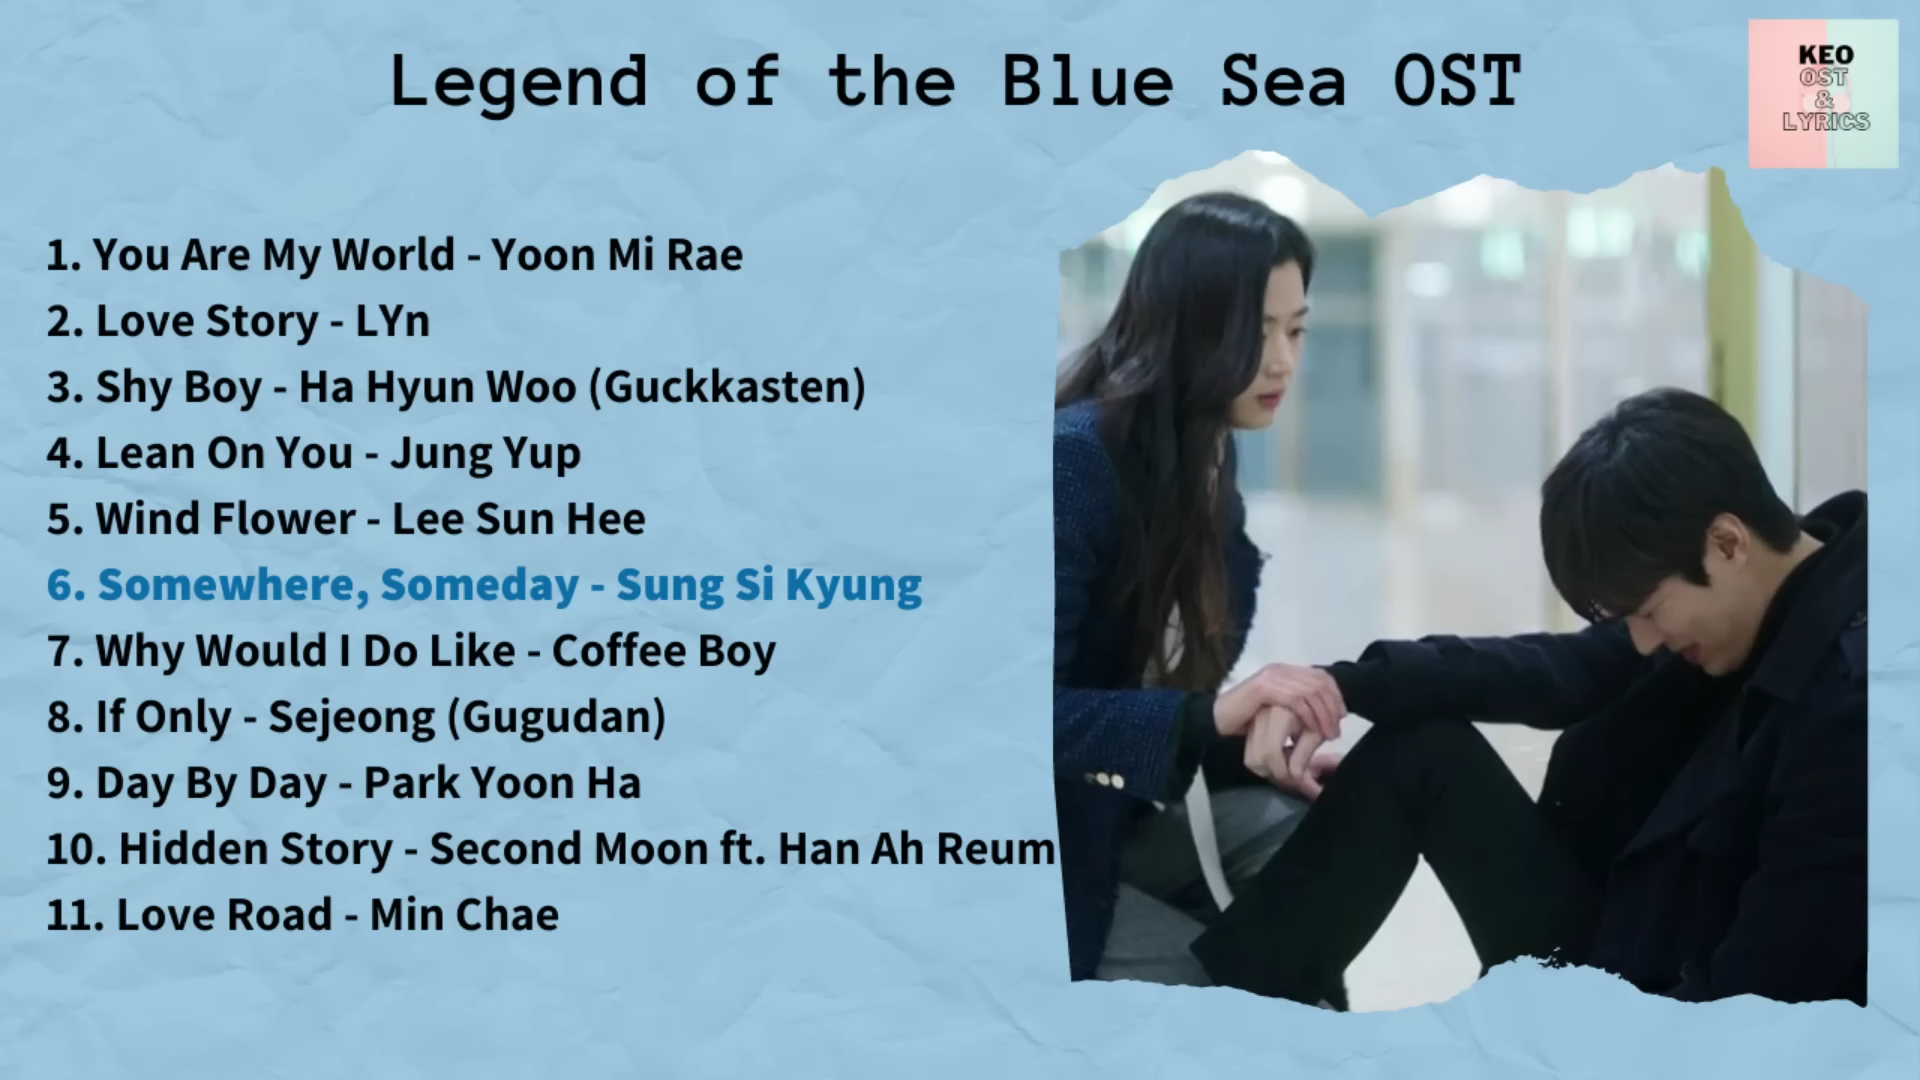 Legend of the Blue Sea OST
KEO
OST
&
LYRICS
1. You Are My World - Yoon Mi Rae
2. Love Story - LYn
3. Shy Boy - Ha Hyun Woo (Guckkasten)
4. Lean On You - Jung Yup
5. Wind Flower - Lee Sun Hee
6. Somewhere, Someday - Sung Si Kyung
7. Why Would I Do Like - Coffee Boy
8. If Only - Sejeong (Gugudan)
9. Day By Day - Park Yoon Ha
10. Hidden Story - Second Moon ft. Han Ah Reum
11. Love Road - Min Chae